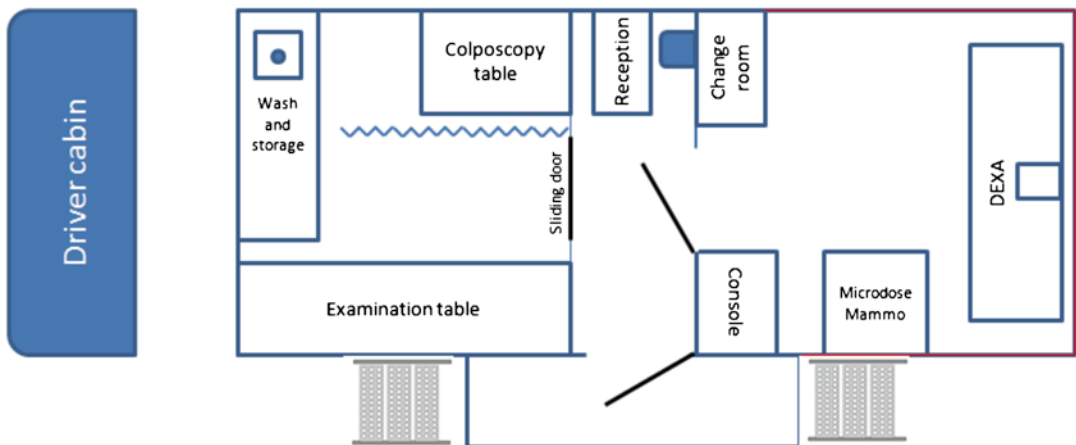 Driver cabin
Wash
and
storage
Colposcopy
table
Reception
Change
room
Sliding door
DEXA
Examination table
Console
Microdose
Mammo